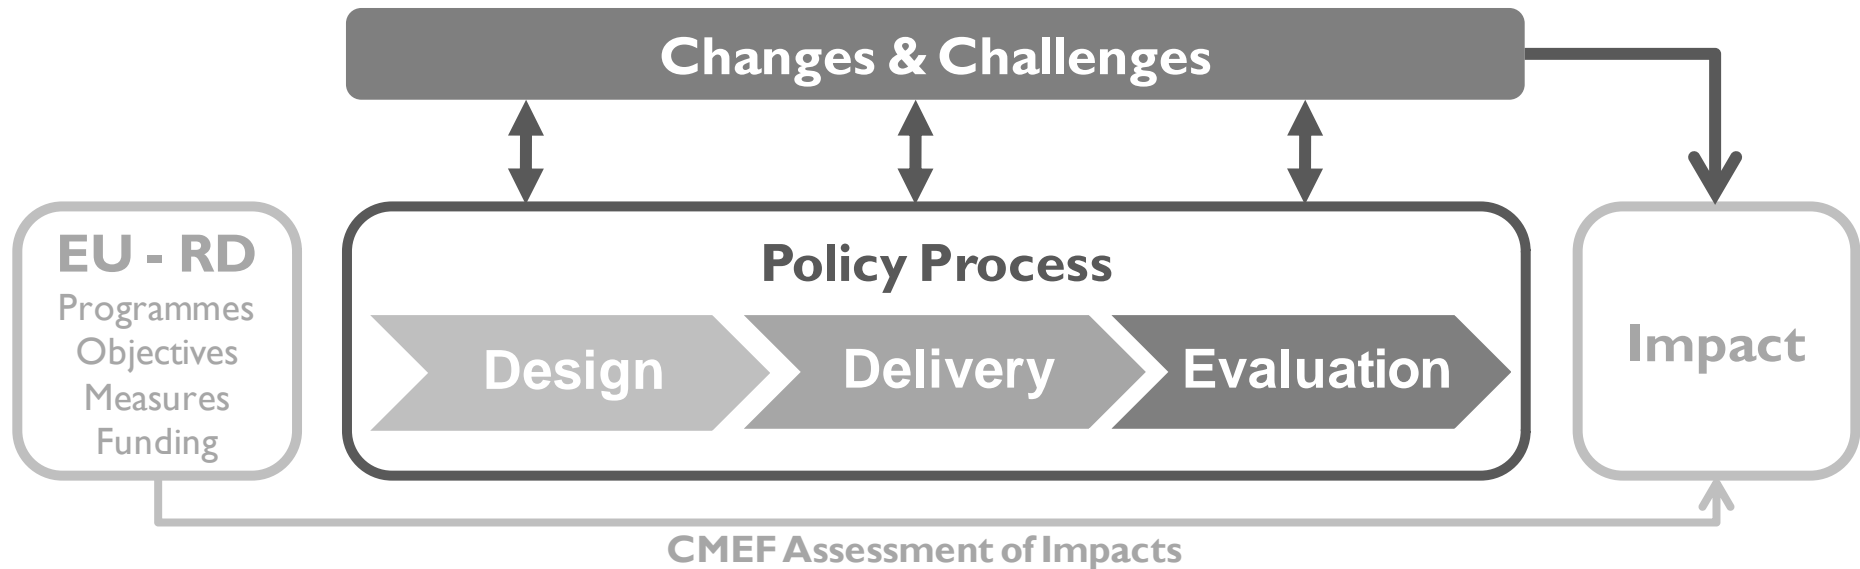 Changes & Challenges
EU - RD
Programmes
Objectives
Measures
Funding
Policy Process
Design
Delivery
Evaluation
Impact
CMEF Assessment of Impacts